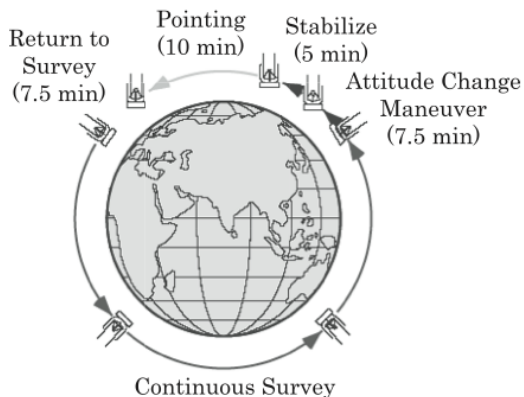 Pointing
(10 min)
Stabilize
(5 min)
Return to
Survey
(7.5 min)
Attitude Change
Maneuver
(7.5 min)
Continuous Survey